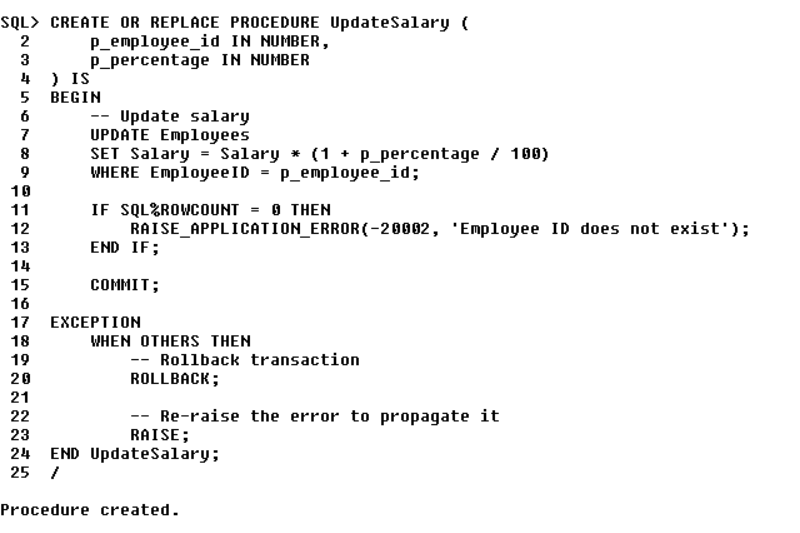 SQL> CREATE OR REPLACE PROCEDURE UpdateSalary (
  2      p_employee_id IN NUMBER,
  3      p_percentage IN NUMBER
  4  ) IS
  5  BEGIN
  6      -- Update salary
  7      UPDATE Employees
  8      SET Salary = Salary * (1 + p_percentage / 100)
  9      WHERE EmployeeID = p_employee_id;
 10
 11      IF SQL%ROWCOUNT = 0 THEN
 12          RAISE_APPLICATION_ERROR(-20002, 'Employee ID does not exist');
 13      END IF;
 14
 15      COMMIT;
 16
 17  EXCEPTION
 18      WHEN OTHERS THEN
 19          -- Rollback transaction
 20          ROLLBACK;
 21
 22          -- Re-raise the error to propagate it
 23          RAISE;
 24  END UpdateSalary;
 25  /
Procedure created.